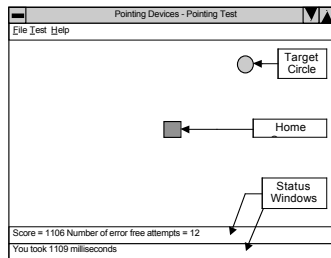 Pointing Devices - Pointing Test
File Test Help
Target
Circle
Home
Status
Windows
Score = 1106 Number of error free attempts = 12
You took 1109 milliseconds